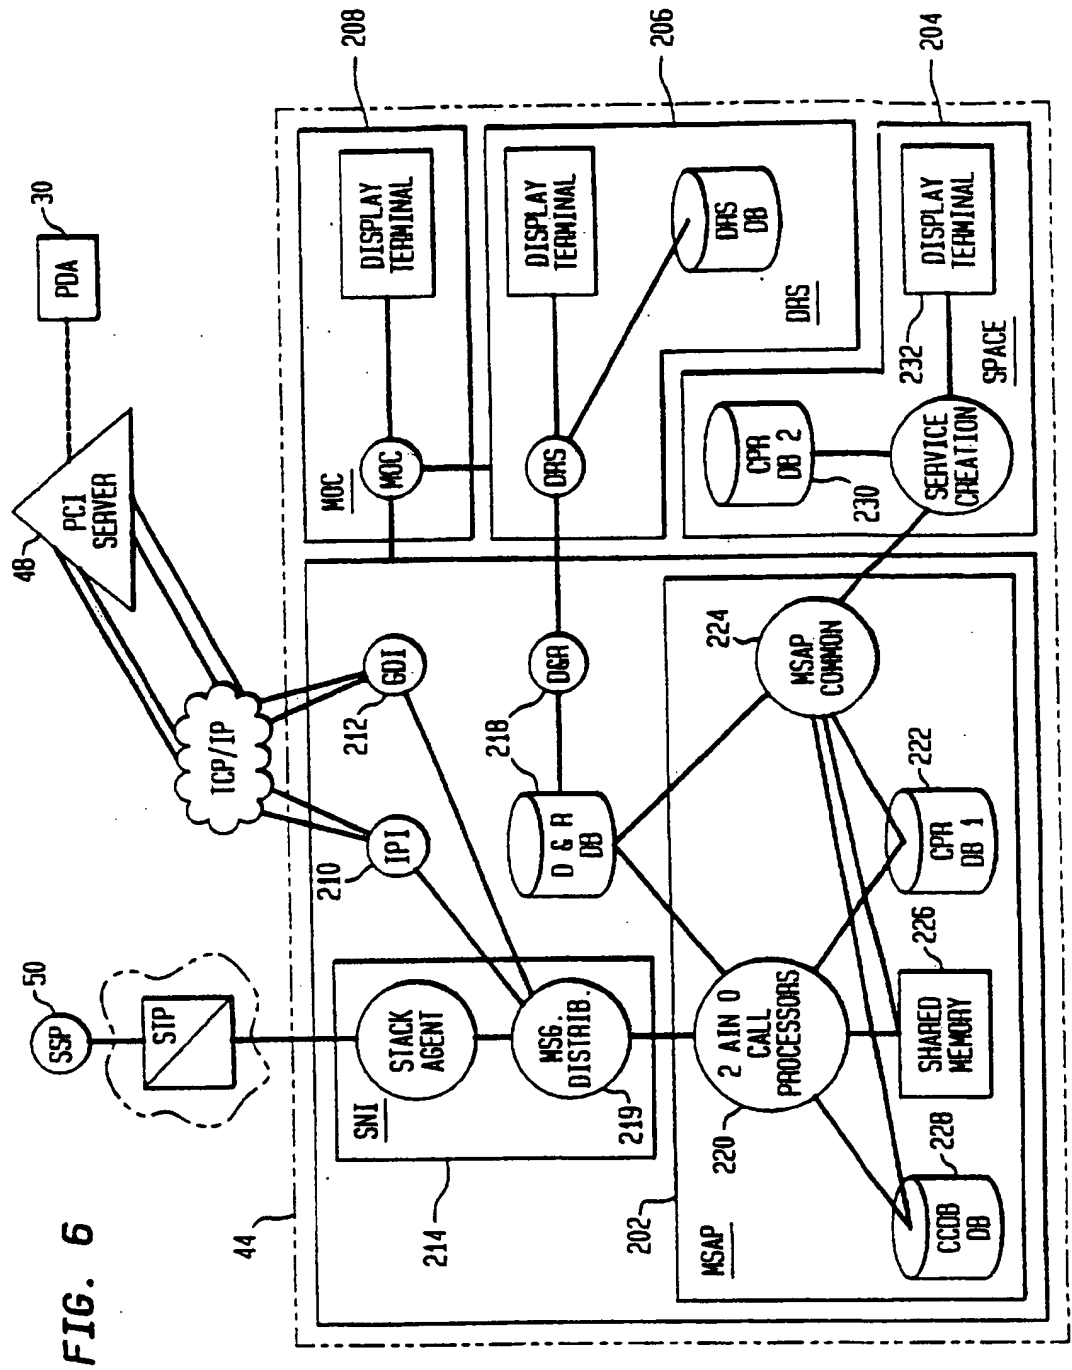 FIG. 6
44
50
SSP
STP
48
PCI
SERVER
30
PDA
TCP/IP
214
SNI
STACK
AGENT
MSG.
DISTRIB.
219
210
IPI
212
GDI
MOC
MOC
DISPLAY
TERMINAL
208
218
D & R
DB
D&R
DRS
DISPLAY
TERMINAL
DRS
DB
DRS
206
202
MSAP
220
2 AIN 0
CALL
PROCESSORS
224
MSAP
COMMON
228
CCDB
DB
226
SHARED
MEMORY
222
CPR
DB 1
CPR
DB 2
230
232
DISPLAY
TERMINAL
SERVICE
CREATION
SPACE
204